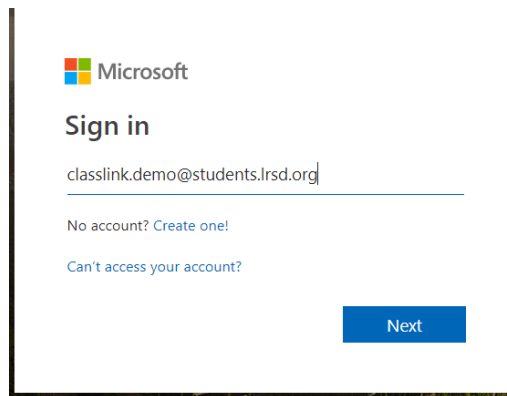 Microsoft
Sign in
classlink.demo@students.lrsd.org
No account? Create one!
Can't access your account?
Next